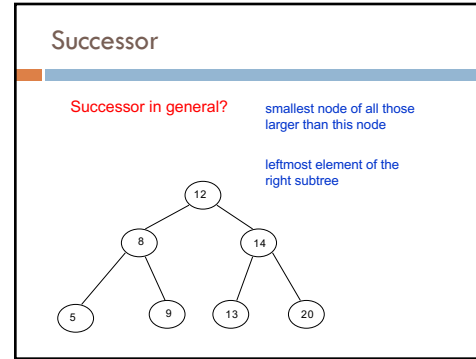 Successor
Successor in general?
smallest node of all those
larger than this node
leftmost element of the
right subtree
12
8
14
5
9
13
20